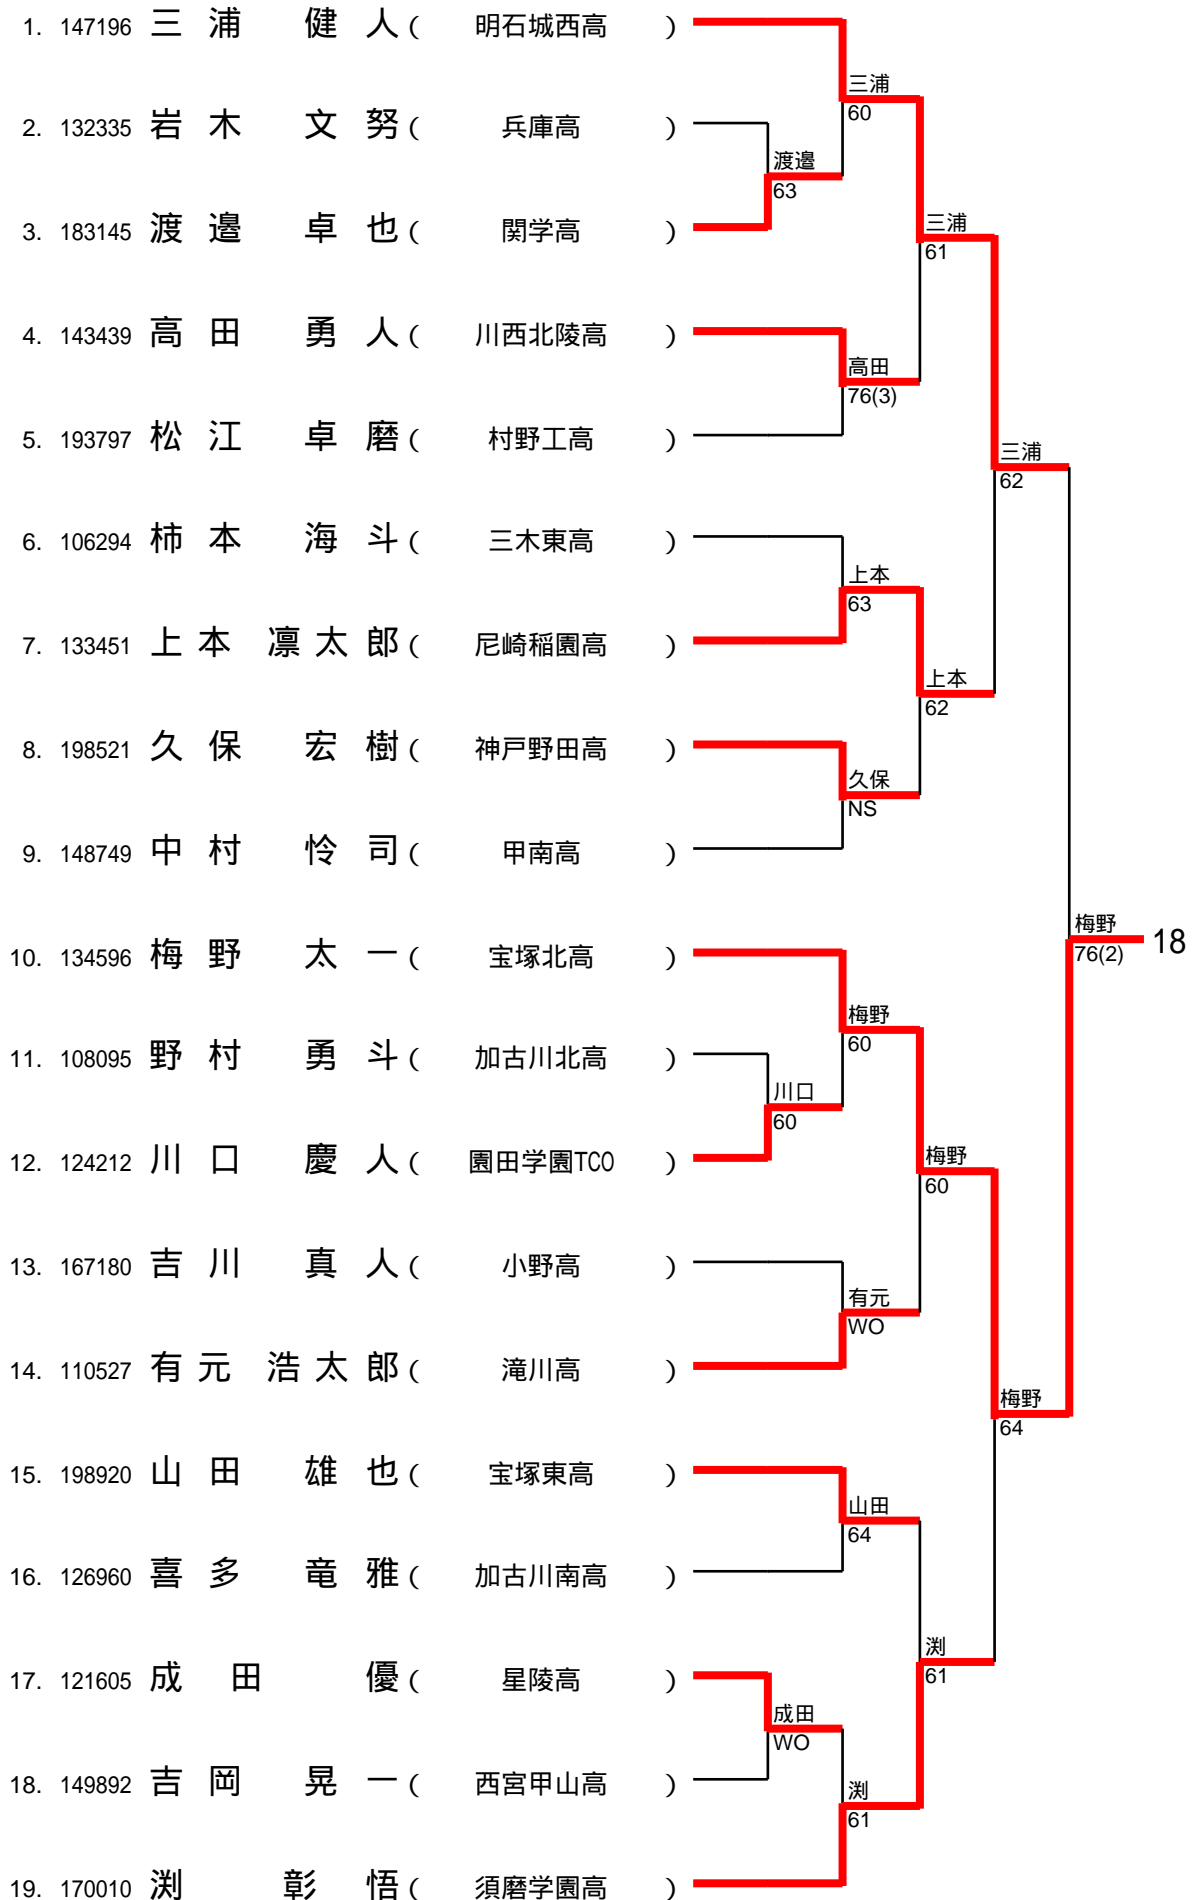 1. 147196 三浦 健人 ( 明石城西高 )
三浦
60
2. 132335 岩木 文努 ( 兵庫高 )
渡邉
63
3. 183145 渡邉 卓也 ( 関学高 )
三浦
61
4. 143439 高田 勇人 ( 川西北陵高 )
高田
76(3)
5. 193797 松江 卓磨 ( 村野工高 )
三浦
62
6. 106294 柿本 海斗 ( 三木東高 )
上本
63
7. 133451 上本 凛太郎 ( 尼崎稲園高 )
上本
62
8. 198521 久保 宏樹 ( 神戸野田高 )
久保
NS
9. 148749 中村 怜司 ( 甲南高 )
梅野
76(2)
18
10. 134596 梅野 太一 ( 宝塚北高 )
梅野
60
11. 108095 野村 勇斗 ( 加古川北高 )
川口
60
12. 124212 川口 慶人 ( 園田学園TCO )
梅野
60
13. 167180 吉川 真人 ( 小野高 )
有元
WO
14. 110527 有元 浩太郎 ( 滝川高 )
梅野
64
15. 198920 山田 雄也 ( 宝塚東高 )
山田
64
16. 126960 喜多 竜雅 ( 加古川南高 )
渕
61
17. 121605 成田 優 ( 星陵高 )
成田
WO
18. 149892 吉岡 晃一 ( 西宮甲山高 )
渕
61
19. 170010 渕 彰悟 ( 須磨学園高 )